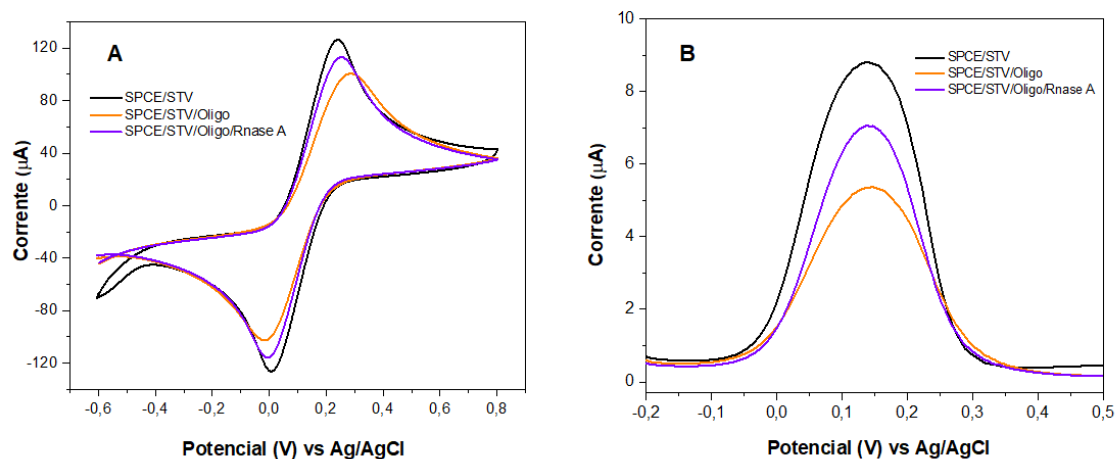 A
SPCE/STV
SPCE/STV/Oligo
SPCE/STV/Oligo/Rnase A
120
80
40
0
-40
-80
-120
Corrente (µA)
-0,6 -0,4 -0,2 0,0 0,2 0,4 0,6 0,8
Potencial (V) vs Ag/AgCl
B
SPCE/STV
SPCE/STV/Oligo
SPCE/STV/Oligo/Rnase A
10
8
6
4
2
0
Corrente (µA)
-0,2 -0,1 0,0 0,1 0,2 0,3 0,4 0,5
Potencial (V) vs Ag/AgCl